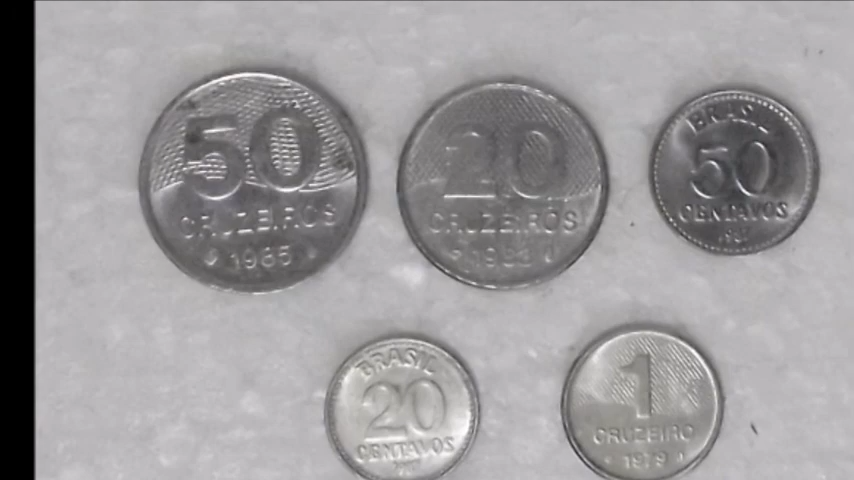 50
CRUZEIROS
1985
20
CRUZEIROS
BRASIL
50
CENTAVOS
BRASIL
20
CENTAVOS
1
CRUZEIRO
1979